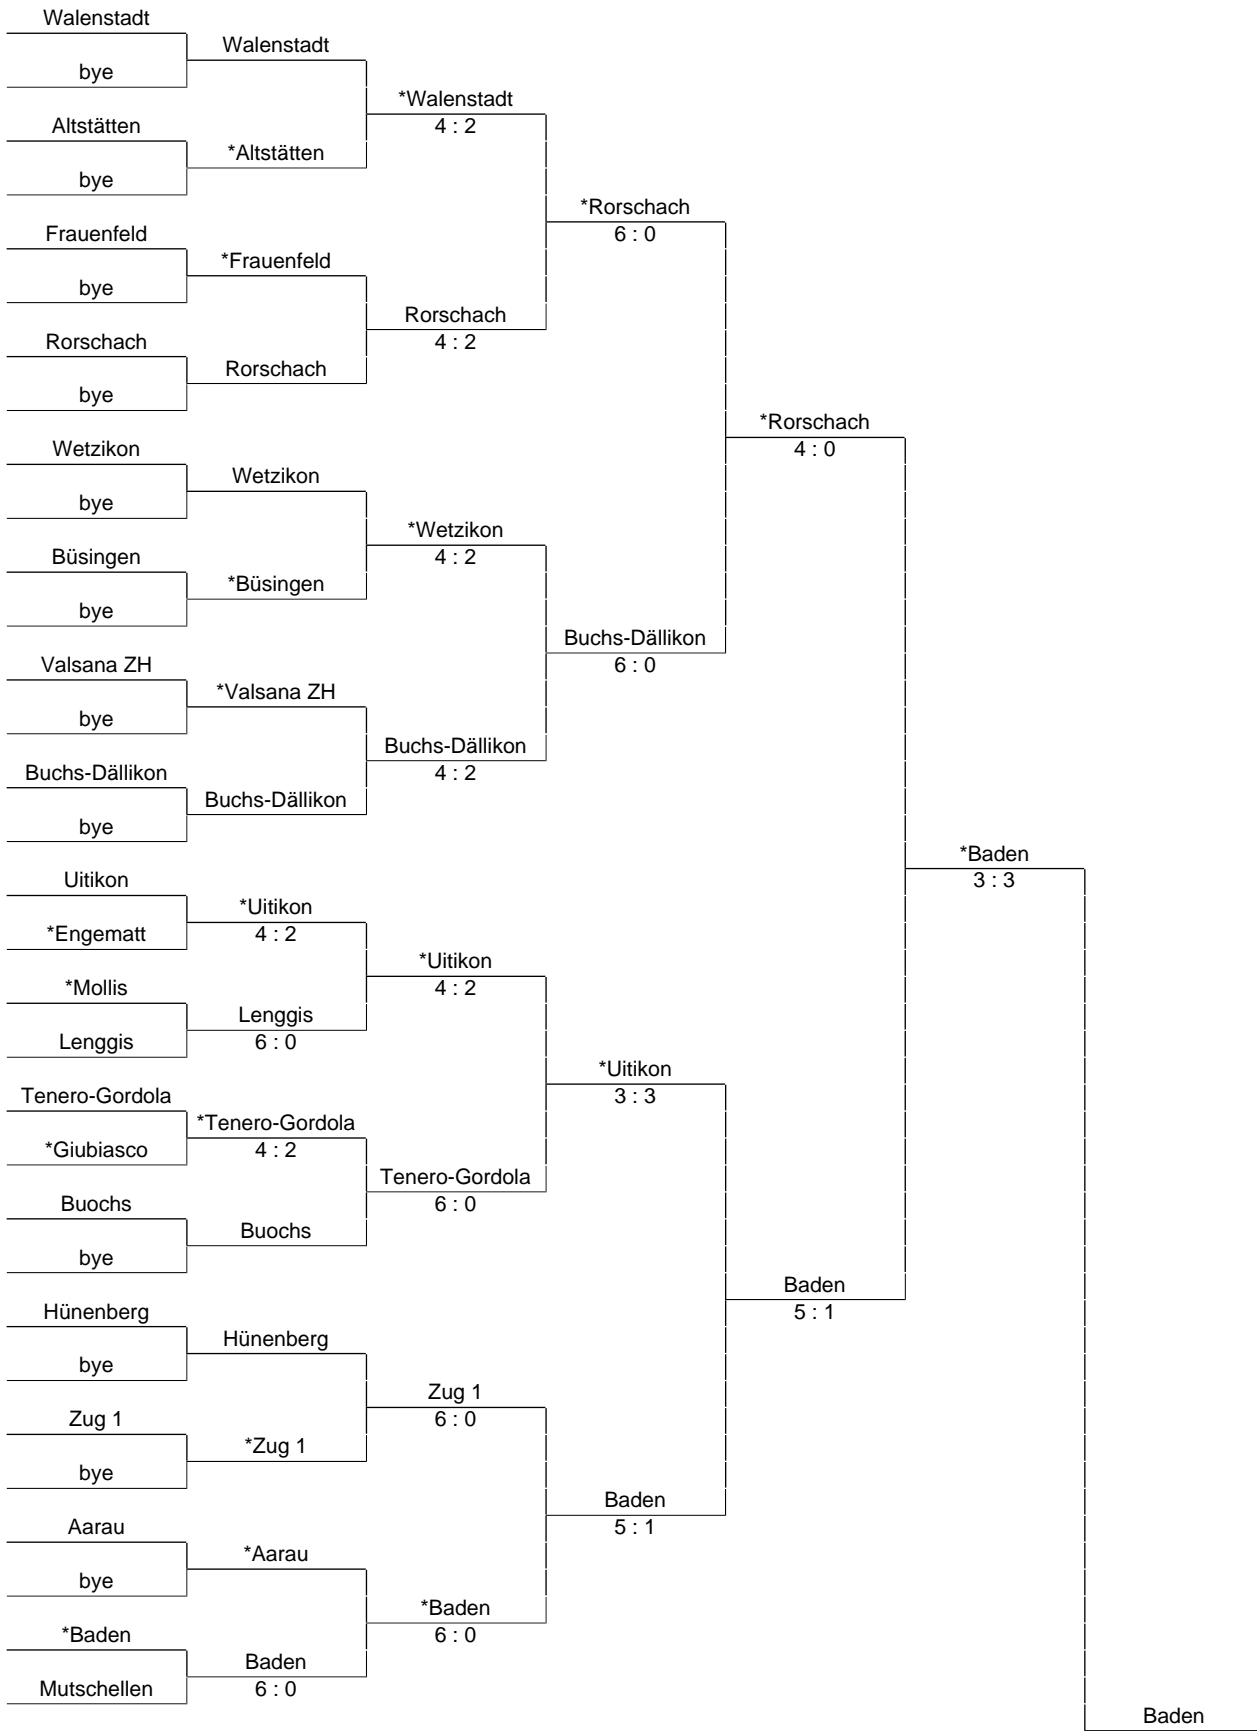 Walenstadt
Walenstadt
bye
*Walenstadt
4 : 2
Altstätten
*Altstätten
bye
*Rorschach
6 : 0
Frauenfeld
*Frauenfeld
bye
Rorschach
4 : 2
Rorschach
Rorschach
bye
*Rorschach
4 : 0
Wetzikon
Wetzikon
bye
*Wetzikon
4 : 2
Büsingen
*Büsingen
bye
Buchs-Dällikon
6 : 0
Valsana ZH
*Valsana ZH
bye
Buchs-Dällikon
4 : 2
Buchs-Dällikon
Buchs-Dällikon
bye
*Baden
3 : 3
Uitikon
*Uitikon
4 : 2
*Engematt
*Uitikon
4 : 2
*Mollis
Lenggis
6 : 0
Lenggis
*Uitikon
3 : 3
Tenero-Gordola
*Tenero-Gordola
4 : 2
*Giubiasco
Tenero-Gordola
6 : 0
Buochs
Buochs
bye
Baden
5 : 1
Hünenberg
Hünenberg
bye
Zug 1
6 : 0
Zug 1
*Zug 1
bye
Baden
5 : 1
Aarau
*Aarau
bye
*Baden
6 : 0
*Baden
Baden
6 : 0
Mutschellen
Baden